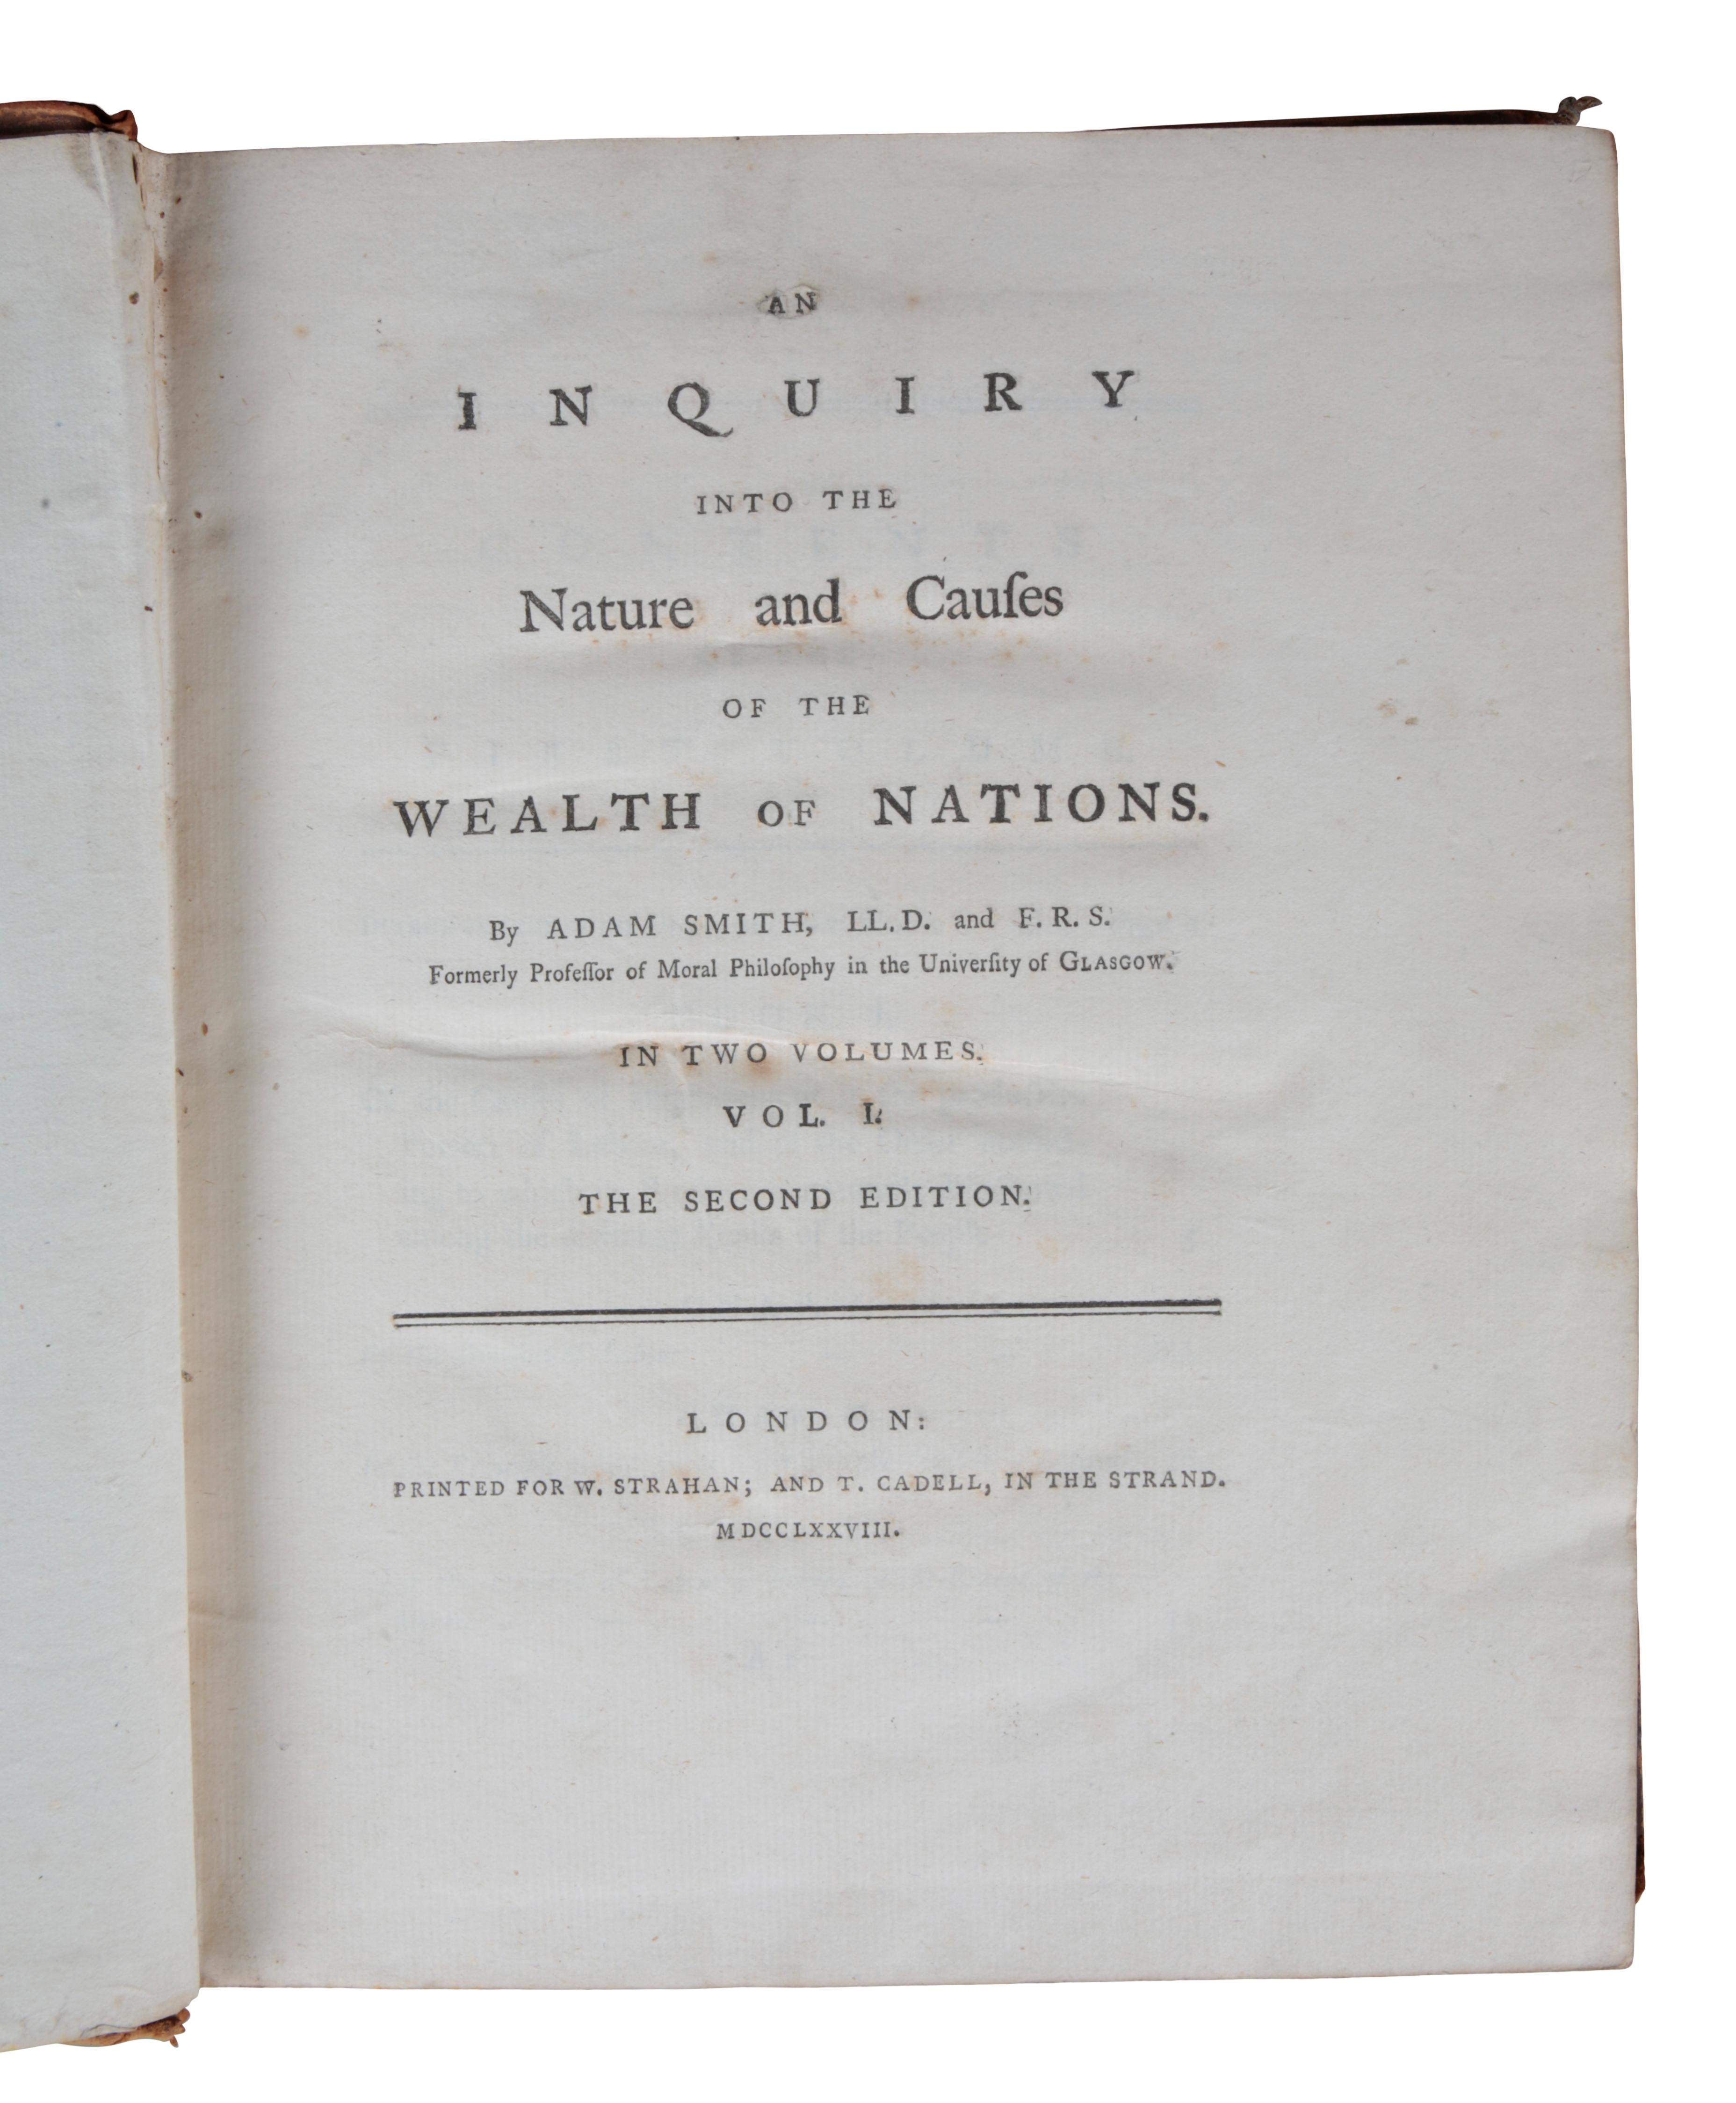 AN
INQUIRY
INTO THE
Nature and Cauſes
OF THE
WEALTH OF NATIONS.
By ADAM SMITH, LL.D. and F.R.S.
Formerly Profeſſor of Moral Philoſophy in the Univerſity of GLASGOW.
IN TWO VOLUMES.
VOL. I.
THE SECOND EDITION.
LONDON:
PRINTED FOR W. STRAHAN; AND T. CADELL, IN THE STRAND.
MDCCLXXVIII.